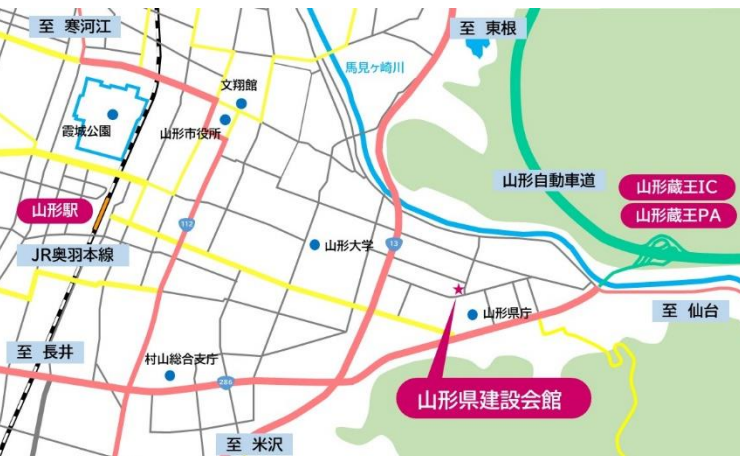 至 寒河江
至 東根
馬見ヶ崎川
文翔館
霞城公園
山形市役所
山形自動車道
山形蔵王IC
山形蔵王PA
山形駅
112
13
山形大学
JR奥羽本線
山形県庁
至 仙台
至 長井
村山総合支庁
286
山形県建設会館
至 米沢